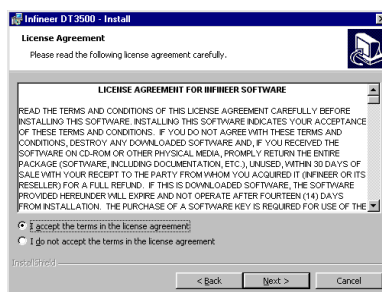 Infineer DT3500 - Install
License Agreement
Please read the following license agreement carefully.
LICENSE AGREEMENT FOR INFINEER SOFTWARE
READ THE TERMS AND CONDITIONS OF THIS LICENSE AGREEMENT CAREFULLY BEFORE
INSTALLING THIS SOFTWARE. INSTALLING THIS SOFTWARE INDICATES YOUR ACCEPTANCE
OF THESE TERMS AND CONDITIONS. IF YOU DO NOT AGREE WITH THESE TERMS AND
CONDITIONS, DESTROY ANY DOWNLOADED SOFTWARE AND, IF YOU RECEIVED THE
SOFTWARE ON CD-ROM OR OTHER PHYSICAL MEDIA, PROMPLY RETURN THE ENTIRE
PACKAGE (SOFTWARE, INCLUDING DOCUMENTATION, ETC.), UNUSED, WITHIN 30 DAYS OF
SALE WITH YOUR RECEIPT TO THE PARTY FROM WHOM YOU ACQUIRED IT (INFINEER OR ITS
RESELLER) FOR A FULL REFUND. IF THIS IS DOWNLOADED SOFTWARE, THE SOFTWARE
PROVIDED HEREUNDER WILL EXPIRE AND NOT OPERATE AFTER FOURTEEN (14) DAYS
FROM INSTALLATION. THE PURCHASE OF A SOFTWARE KEY IS REQUIRED FOR USE OF THE
I accept the terms in the license agreement
I do not accept the terms in the license agreement
InstallShield
< Back
Next >
Cancel